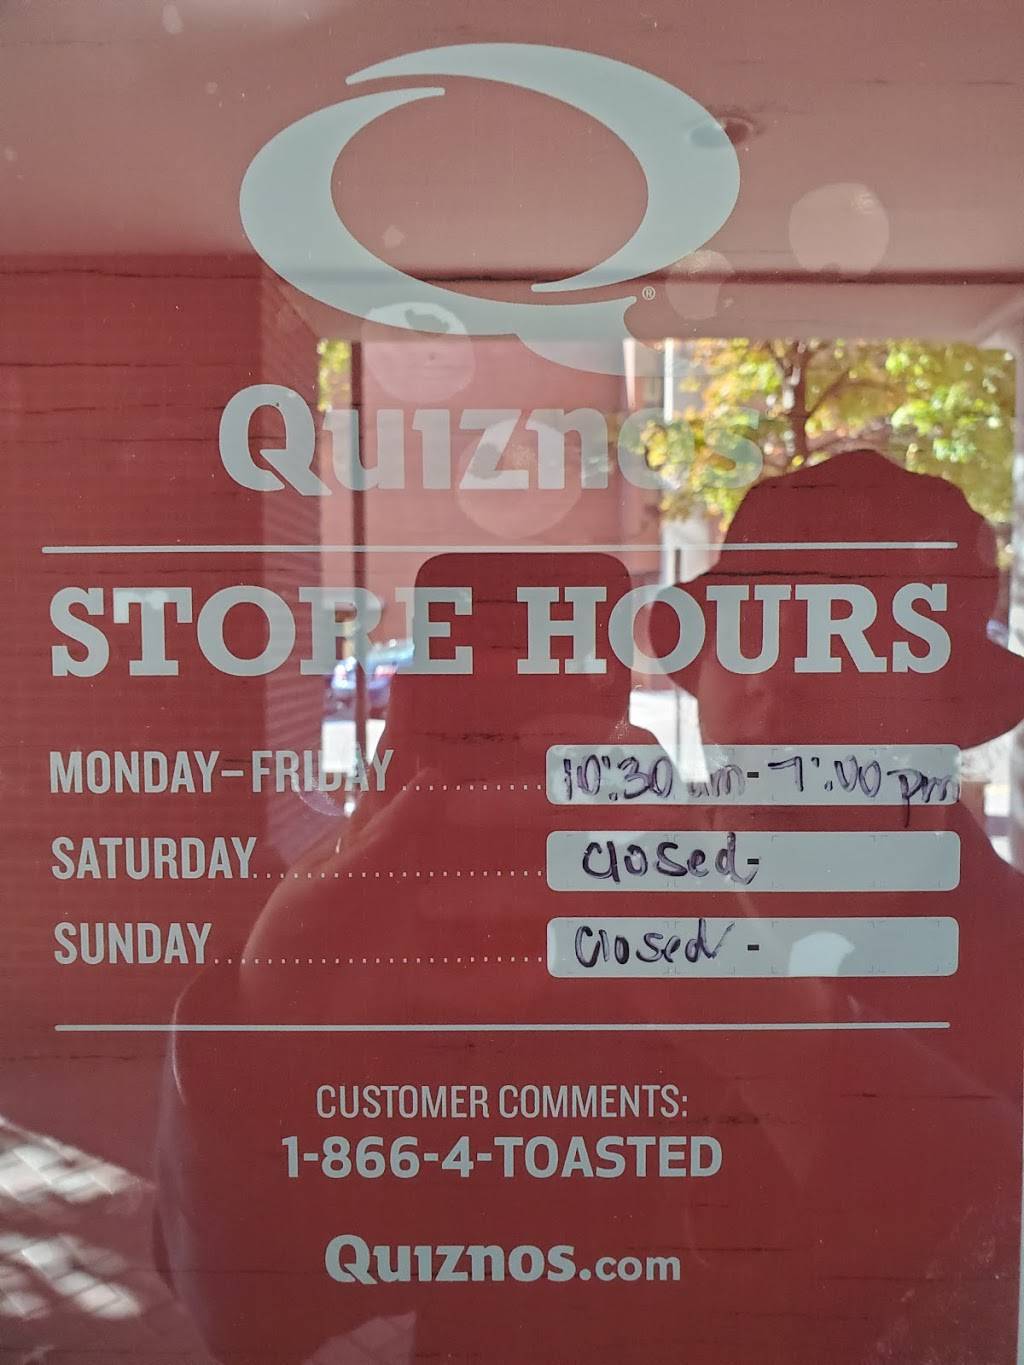 Quiznos
STORE HOURS
MONDAY–FRIDAY 10:30 am - 7:00 pm
SATURDAY closed-
SUNDAY closed -
CUSTOMER COMMENTS:
1-866-4-TOASTED
Quiznos.com